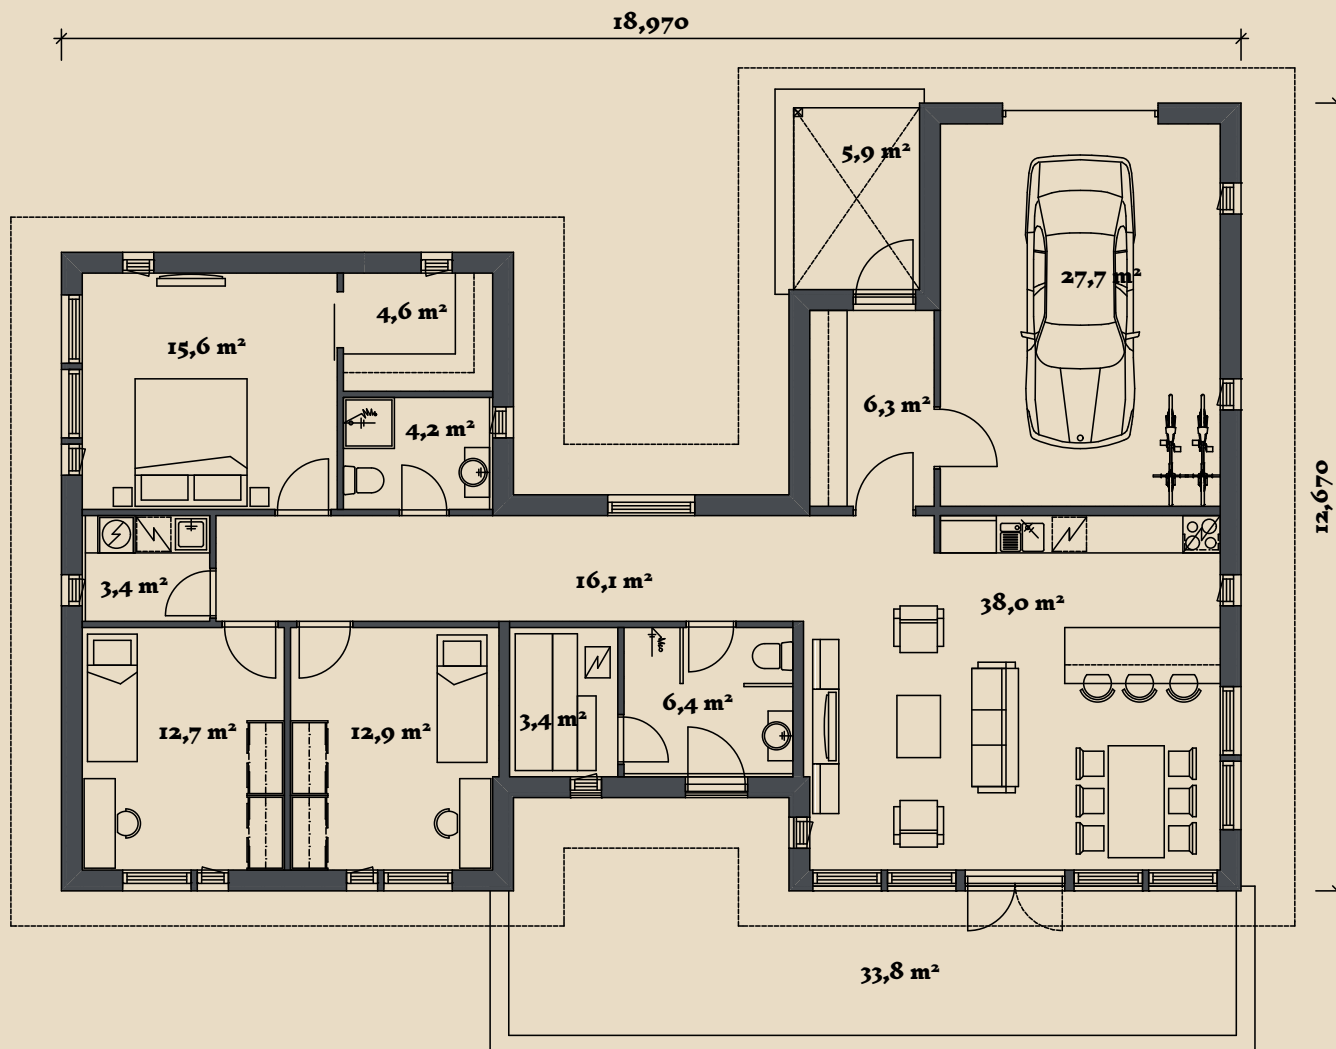 18,970
5,9 m²
27,7 m²
4,6 m²
15,6 m²
6,3 m²
4,2 m²
12,670
3,4 m²
16,1 m²
38,0 m²
12,7 m²
12,9 m²
3,4 m²
6,4 m²
33,8 m²